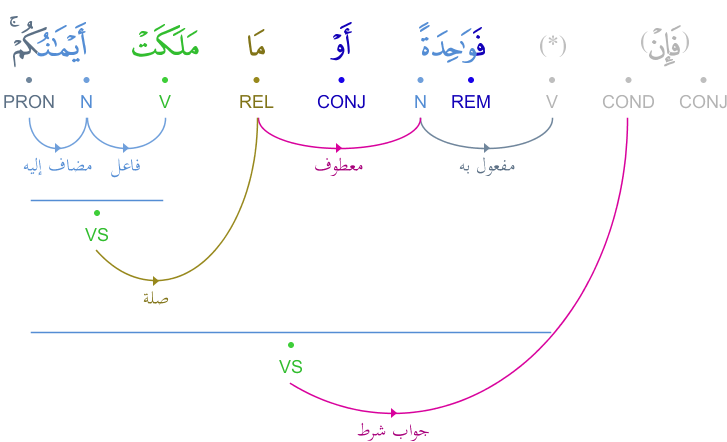 (فَإِنْ) (*) فَوَٰحِدَةً أَوْ مَا مَلَكَتْ أَيْمَـٰنُكُمْ ۚ
PRON N V REL CONJ N REM V COND CONJ
مفعول به معطوف فاعل مضاف إليه
VS
صلة
VS
جواب شرط